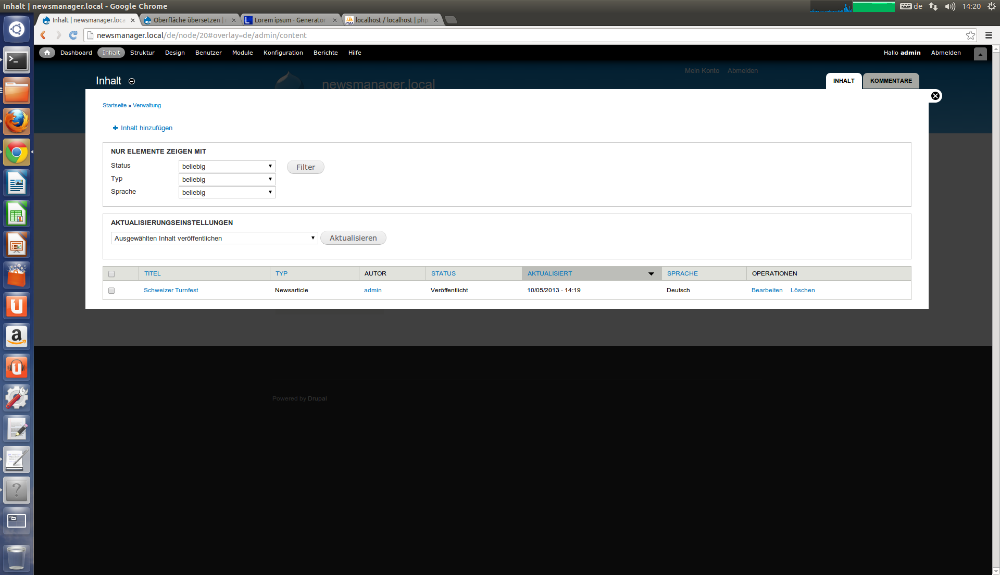 Inhalt | newsmanager.local - Google Chrome
de
14:20
Inhalt | newsmanager.loca
Oberfläche übersetzen |
Lorem ipsum - Generator
localhost / localhost | php
newsmanager.local/de/node/20#overlay=de/admin/content
Dashboard Inhalt Struktur Design Benutzer Module Konfiguration Berichte Hilfe
Hallo admin Abmelden
Mein Konto Abmelden
Inhalt
newsmanager.local
INHALT KOMMENTARE
Startseite » Verwaltung
Inhalt hinzufügen
NUR ELEMENTE ZEIGEN MIT
Status beliebig Filter
Typ beliebig
Sprache beliebig
AKTUALISIERUNGSEINSTELLUNGEN
Ausgewählten Inhalt veröffentlichen Aktualisieren
TITEL TYP AUTOR STATUS AKTUALISIERT SPRACHE OPERATIONEN
Schweizer Turnfest Newsarticle admin Veröffentlicht 10/05/2013 - 14:19 Deutsch Bearbeiten Löschen
Powered by Drupal